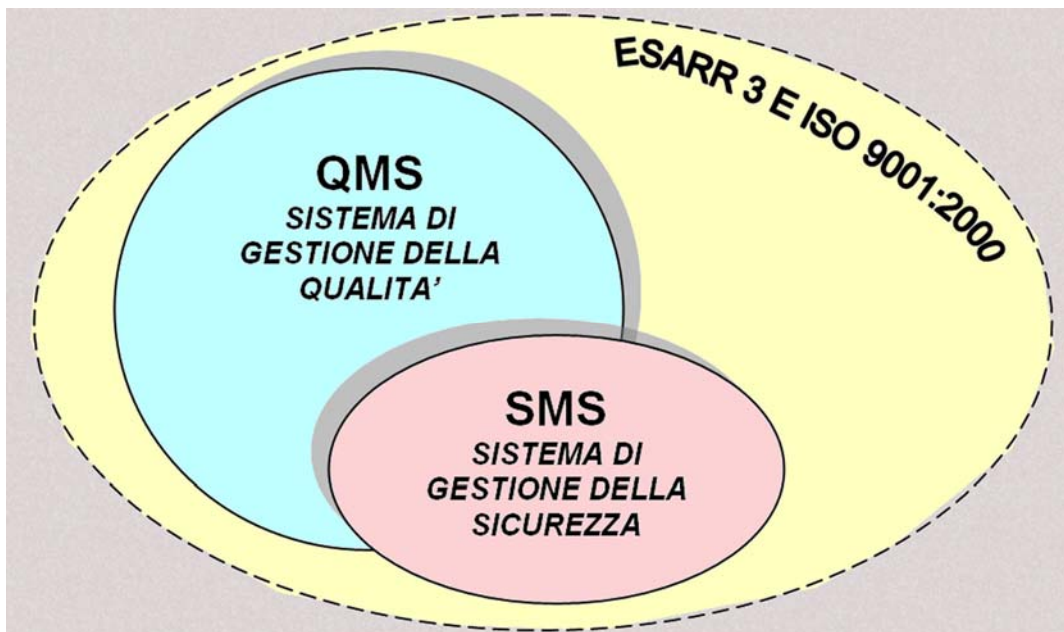 ESARR 3 E ISO 9001:2000
QMS
SISTEMA DI
GESTIONE DELLA
QUALITA’
SMS
SISTEMA DI
GESTIONE DELLA
SICUREZZA